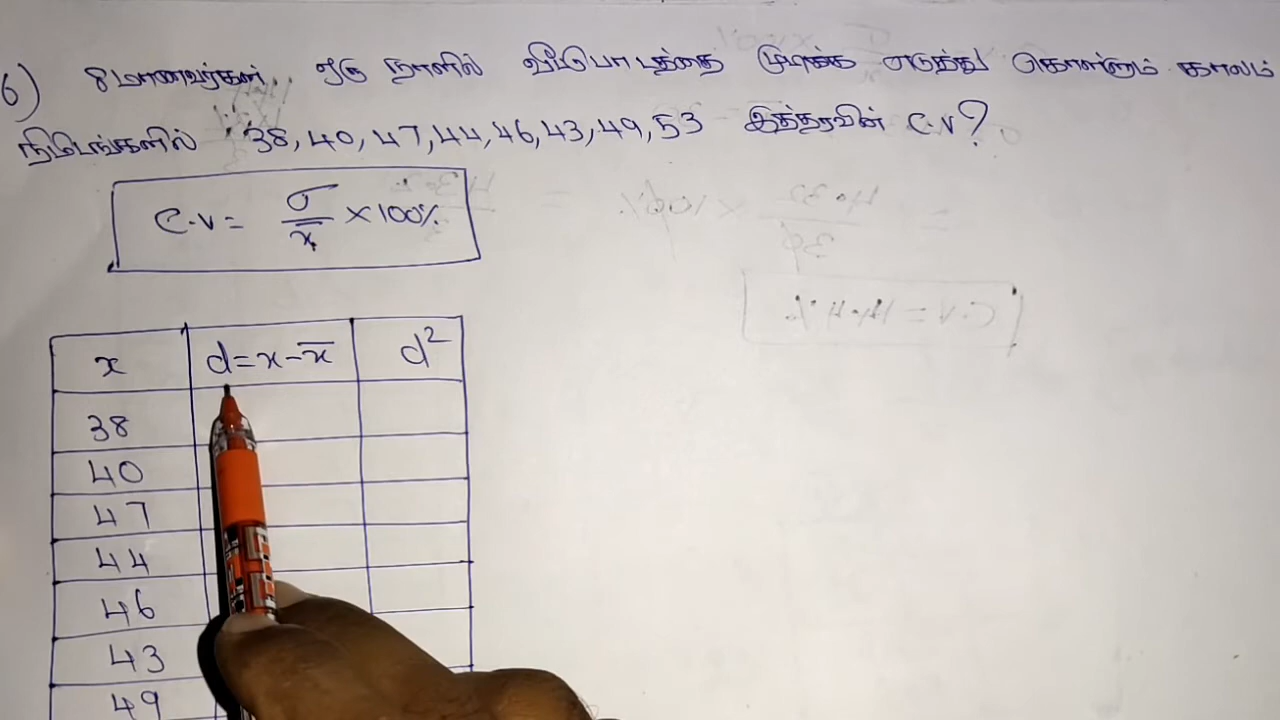 6) 8 மாணவர்கள் ஒரு நாளில் வீட்டுபாடத்தை முடிக்க எடுத்து கொள்ளும் காலம்
நிமிடங்களில் 38, 40, 47, 44, 46, 43, 49, 53 இத்தரவின் C.V?
C.V = σ/x̅ × 100%
x d = x - x̅ d²
38
40
47
44
46
43
49